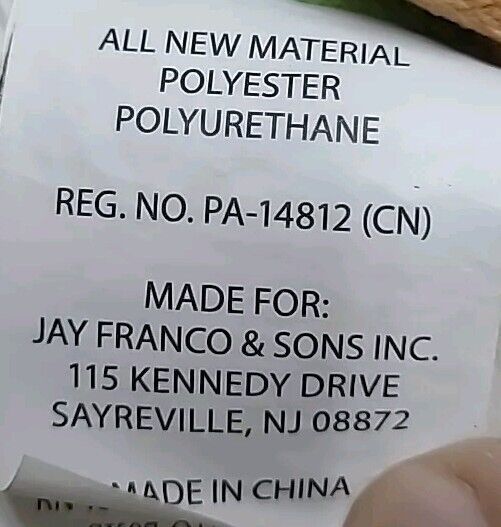 ALL NEW MATERIAL
POLYESTER
POLYURETHANE
REG. NO. PA-14812 (CN)
MADE FOR:
JAY FRANCO & SONS INC.
115 KENNEDY DRIVE
SAYREVILLE, NJ 08872
MADE IN CHINA